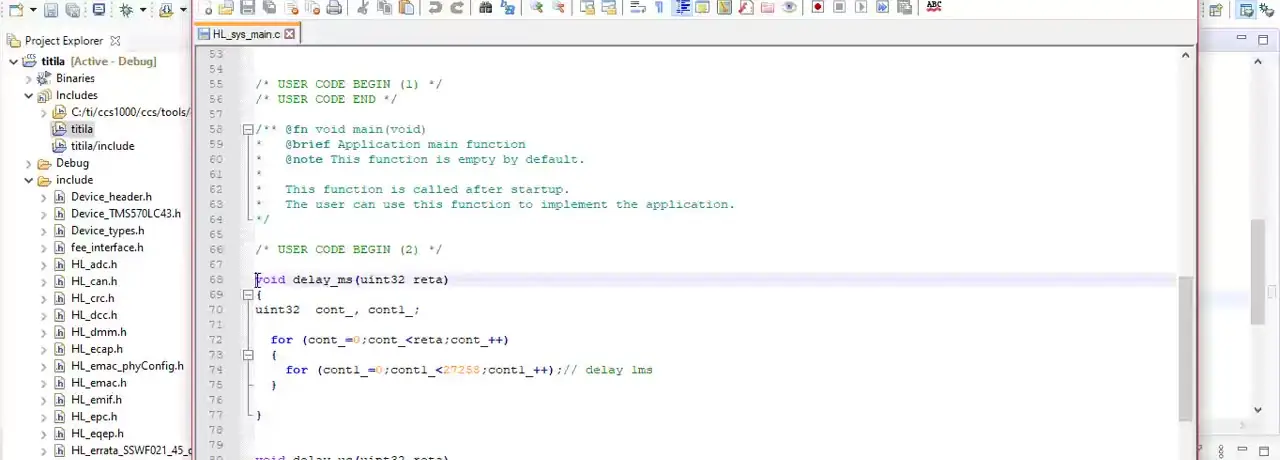 Project Explorer
titila [Active - Debug]
Binaries
Includes
C:/ti/ccs1000/ccs/tools/
titila
titila/include
Debug
include
Device_header.h
Device_TMS570LC43.h
Device_types.h
fee_interface.h
HL_adc.h
HL_can.h
HL_crc.h
HL_dcc.h
HL_dmm.h
HL_ecap.h
HL_emac_phyConfig.h
HL_emac.h
HL_emif.h
HL_epc.h
HL_eqep.h
HL_errata_SSWF021_45_
ABC
HL_sys_main.c
53
54
55 /* USER CODE BEGIN (1) */
56 /* USER CODE END */
57
58 /** @fn void main(void)
59 * @brief Application main function
60 * @note This function is empty by default.
61 *
62 * This function is called after startup.
63 * The user can use this function to implement the application.
64 */
65
66 /* USER CODE BEGIN (2) */
67
68 void delay_ms(uint32 reta)
69 {
70 uint32 cont_, cont1_;
71
72 for (cont_=0;cont_<reta;cont_++)
73 {
74 for (cont1_=0;cont1_<27258;cont1_++);// delay 1ms
75 }
76
77 }
78
79
void delay_us(uint32 reta)